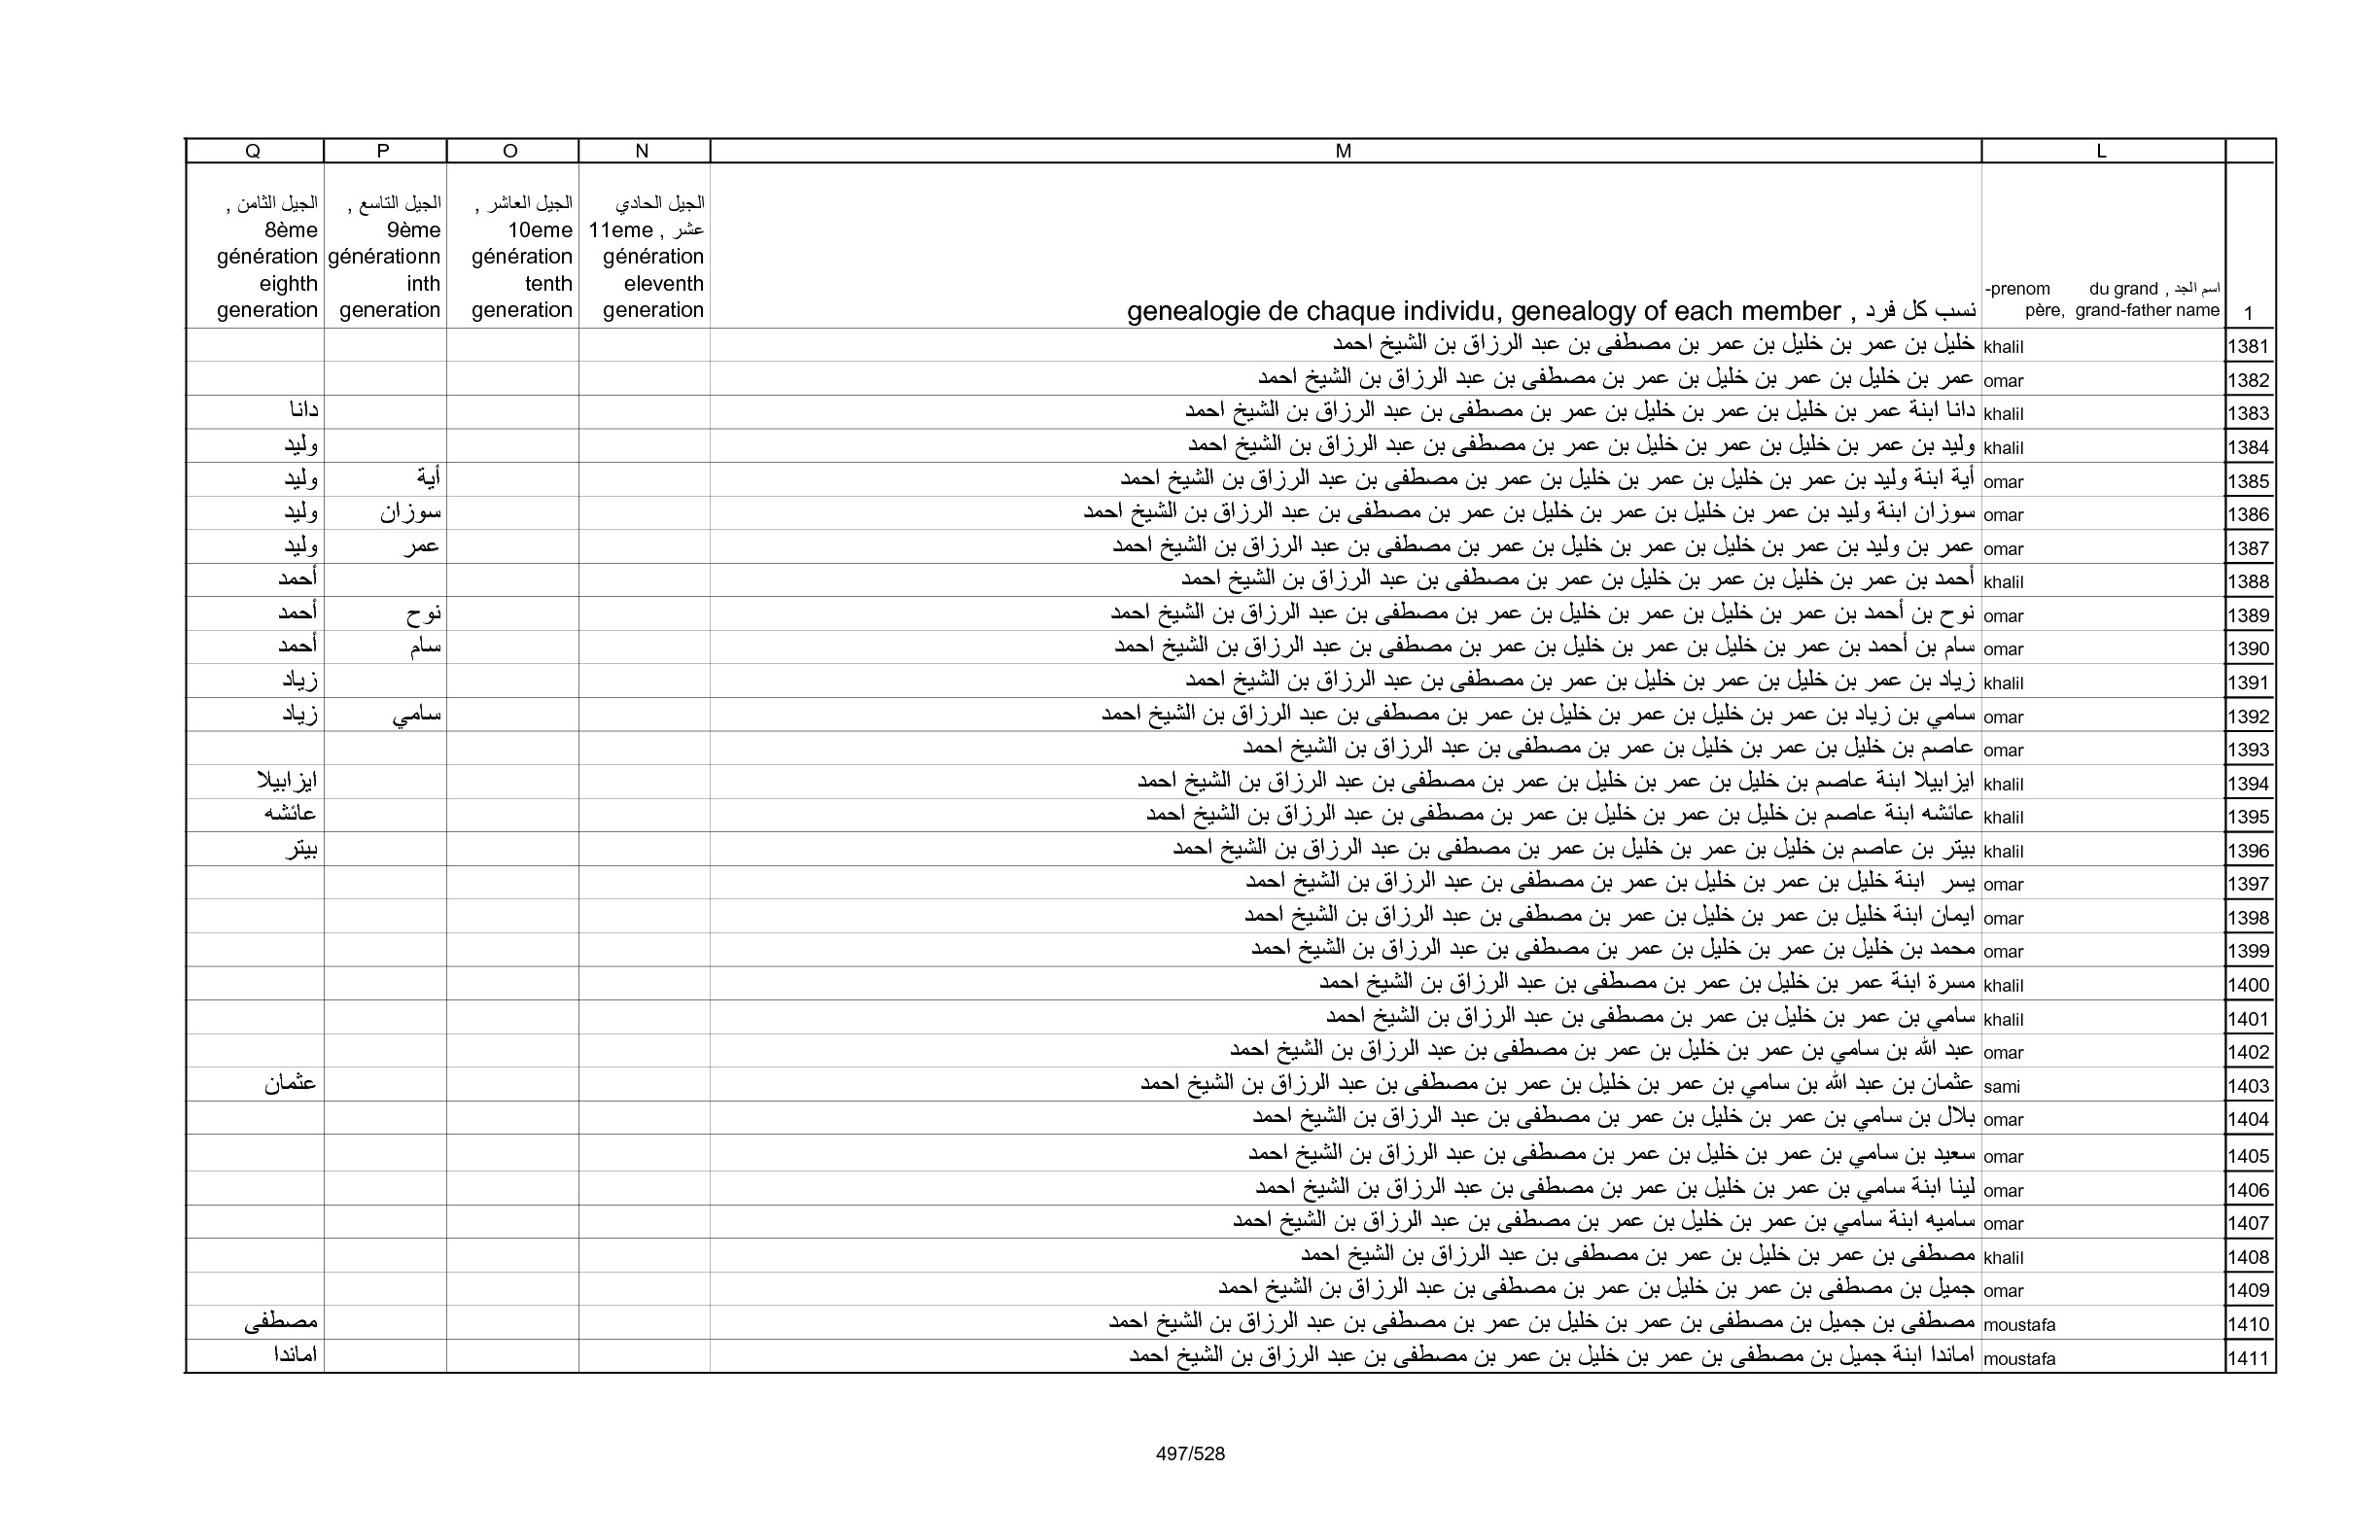 L M N O P Q
1 اسم الجد , du grand -prenom père, grand-father name نسب كل فرد , genealogie de chaque individu, genealogy of each member الجيل الحادي عشر , 11eme génération eleventh generation الجيل العاشر , 10eme génération tenth generation الجيل التاسع , 9ème générationn inth generation الجيل الثامن , 8ème génération eighth generation
1381 khalil خليل بن عمر بن خليل بن عمر بن مصطفى بن عبد الرزاق بن الشيخ احمد
1382 omar عمر بن خليل بن عمر بن خليل بن عمر بن مصطفى بن عبد الرزاق بن الشيخ احمد
1383 khalil دانا ابنة عمر بن خليل بن عمر بن خليل بن عمر بن مصطفى بن عبد الرزاق بن الشيخ احمد دانا
1384 khalil وليد بن عمر بن خليل بن عمر بن خليل بن عمر بن مصطفى بن عبد الرزاق بن الشيخ احمد وليد
1385 omar أية ابنة وليد بن عمر بن خليل بن عمر بن خليل بن عمر بن مصطفى بن عبد الرزاق بن الشيخ احمد أية وليد
1386 omar سوزان ابنة وليد بن عمر بن خليل بن عمر بن خليل بن عمر بن مصطفى بن عبد الرزاق بن الشيخ احمد سوزان وليد
1387 omar عمر بن وليد بن عمر بن خليل بن عمر بن خليل بن عمر بن مصطفى بن عبد الرزاق بن الشيخ احمد عمر وليد
1388 khalil أحمد بن عمر بن خليل بن عمر بن خليل بن عمر بن مصطفى بن عبد الرزاق بن الشيخ احمد أحمد
1389 omar نوح بن أحمد بن عمر بن خليل بن عمر بن خليل بن عمر بن مصطفى بن عبد الرزاق بن الشيخ احمد نوح أحمد
1390 omar سام بن أحمد بن عمر بن خليل بن عمر بن خليل بن عمر بن مصطفى بن عبد الرزاق بن الشيخ احمد سام أحمد
1391 khalil زياد بن عمر بن خليل بن عمر بن خليل بن عمر بن مصطفى بن عبد الرزاق بن الشيخ احمد زياد
1392 omar سامي بن زياد بن عمر بن خليل بن عمر بن خليل بن عمر بن مصطفى بن عبد الرزاق بن الشيخ احمد سامي زياد
1393 omar عاصم بن خليل بن عمر بن خليل بن عمر بن مصطفى بن عبد الرزاق بن الشيخ احمد
1394 khalil ايزابيلا ابنة عاصم بن خليل بن عمر بن خليل بن عمر بن مصطفى بن عبد الرزاق بن الشيخ احمد ايزابيلا
1395 khalil عائشه ابنة عاصم بن خليل بن عمر بن خليل بن عمر بن مصطفى بن عبد الرزاق بن الشيخ احمد عائشه
1396 khalil بيتر بن عاصم بن خليل بن عمر بن خليل بن عمر بن مصطفى بن عبد الرزاق بن الشيخ احمد بيتر
1397 omar يسر ابنة خليل بن عمر بن خليل بن عمر بن مصطفى بن عبد الرزاق بن الشيخ احمد
1398 omar ايمان ابنة خليل بن عمر بن خليل بن عمر بن مصطفى بن عبد الرزاق بن الشيخ احمد
1399 omar محمد بن خليل بن عمر بن خليل بن عمر بن مصطفى بن عبد الرزاق بن الشيخ احمد
1400 khalil مسرة ابنة عمر بن خليل بن عمر بن مصطفى بن عبد الرزاق بن الشيخ احمد
1401 khalil سامي بن عمر بن خليل بن عمر بن مصطفى بن عبد الرزاق بن الشيخ احمد
1402 omar عبد الله بن سامي بن عمر بن خليل بن عمر بن مصطفى بن عبد الرزاق بن الشيخ احمد
1403 sami عثمان بن عبد الله بن سامي بن عمر بن خليل بن عمر بن مصطفى بن عبد الرزاق بن الشيخ احمد عثمان
1404 omar بلال بن سامي بن عمر بن خليل بن عمر بن مصطفى بن عبد الرزاق بن الشيخ احمد
1405 omar سعيد بن سامي بن عمر بن خليل بن عمر بن مصطفى بن عبد الرزاق بن الشيخ احمد
1406 omar لينا ابنة سامي بن عمر بن خليل بن عمر بن مصطفى بن عبد الرزاق بن الشيخ احمد
1407 omar ساميه ابنة سامي بن عمر بن خليل بن عمر بن مصطفى بن عبد الرزاق بن الشيخ احمد
1408 khalil مصطفى بن عمر بن خليل بن عمر بن مصطفى بن عبد الرزاق بن الشيخ احمد
1409 omar جميل بن مصطفى بن عمر بن خليل بن عمر بن مصطفى بن عبد الرزاق بن الشيخ احمد
1410 moustafa مصطفى بن جميل بن مصطفى بن عمر بن خليل بن عمر بن مصطفى بن عبد الرزاق بن الشيخ احمد مصطفى
1411 moustafa اماندا ابنة جميل بن مصطفى بن عمر بن خليل بن عمر بن مصطفى بن عبد الرزاق بن الشيخ احمد اماندا
497/528